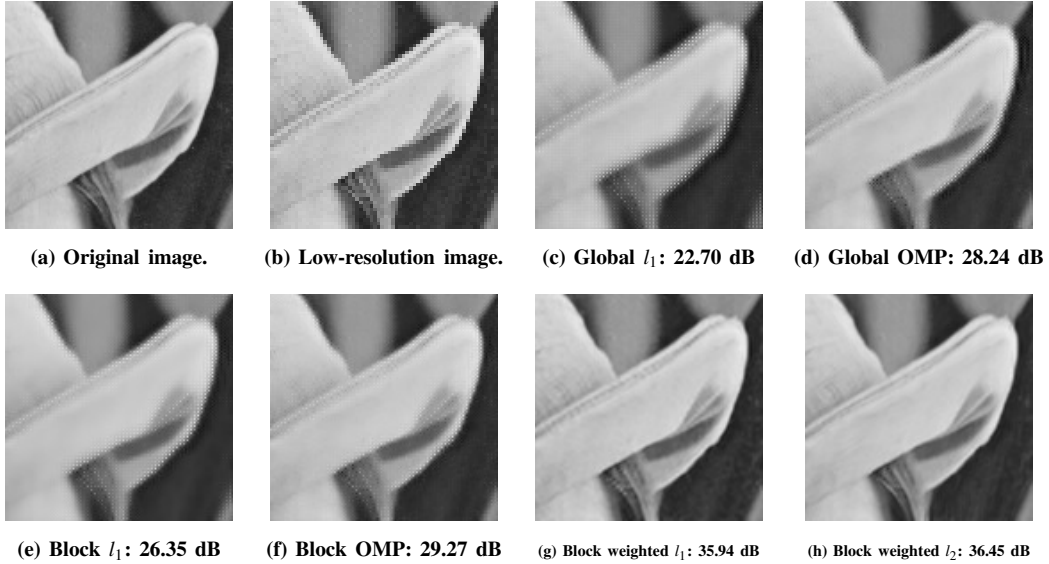 (a) Original image.
(b) Low-resolution image.
(c) Global l₁: 22.70 dB
(d) Global OMP: 28.24 dB
(e) Block l₁: 26.35 dB
(f) Block OMP: 29.27 dB
(g) Block weighted l₁: 35.94 dB
(h) Block weighted l₂: 36.45 dB